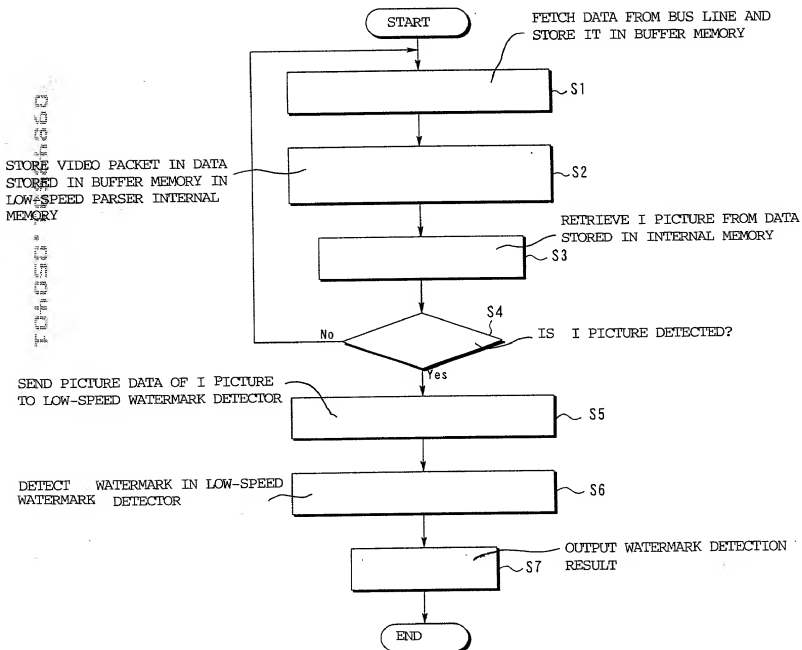 START
FETCH DATA FROM BUS LINE AND
STORE IT IN BUFFER MEMORY
S1
STORE VIDEO PACKET IN DATA
STORED IN BUFFER MEMORY IN
LOW-SPEED PARSER INTERNAL
MEMORY
S2
RETRIEVE I PICTURE FROM DATA
STORED IN INTERNAL MEMORY
S3
S4
No
IS I PICTURE DETECTED?
Yes
SEND PICTURE DATA OF I PICTURE
TO LOW-SPEED WATERMARK DETECTOR
S5
DETECT WATERMARK IN LOW-SPEED
WATERMARK DETECTOR
S6
OUTPUT WATERMARK DETECTION
RESULT
S7
END